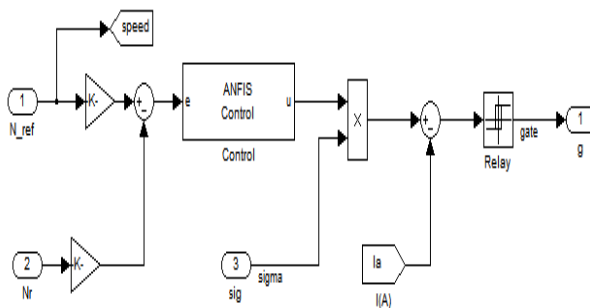 speed
1
N_ref
K-
+
-
e
ANFIS
Control
u
Control
×
+
-
Relay
gate
1
g
2
Nr
K-
3
sig
sigma
Ia
I(A)